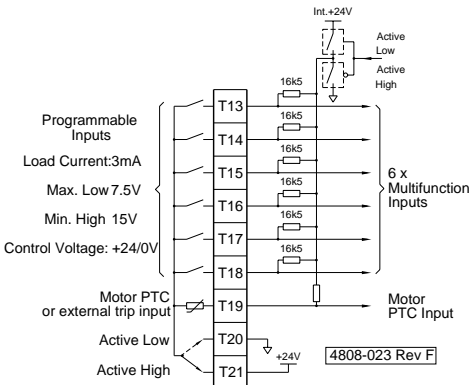 Int.+24V
Active
Low
Active
High
16k5
T13
16k5
T14
16k5
T15
16k5
T16
16k5
T17
16k5
T18
T19
T20
T21
Programmable
Inputs
Load Current:3mA
Max. Low 7.5V
Min. High 15V
Control Voltage: +24/0V
Motor PTC
or external trip input
Active Low
Active High
6 x
Multifunction
Inputs
Motor
PTC Input
+24V
4808-023 Rev F